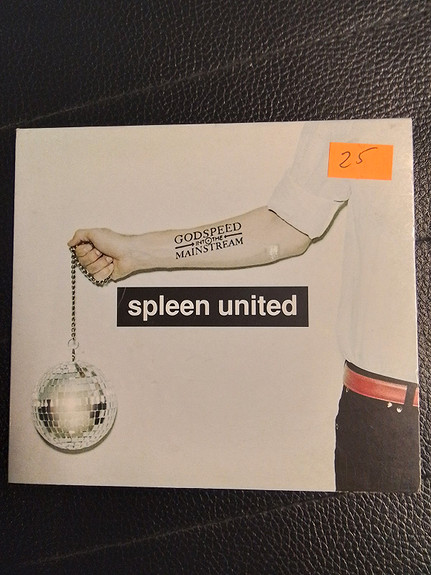 25
GODSPEED
INTO THE
MAINSTREAM
spleen united